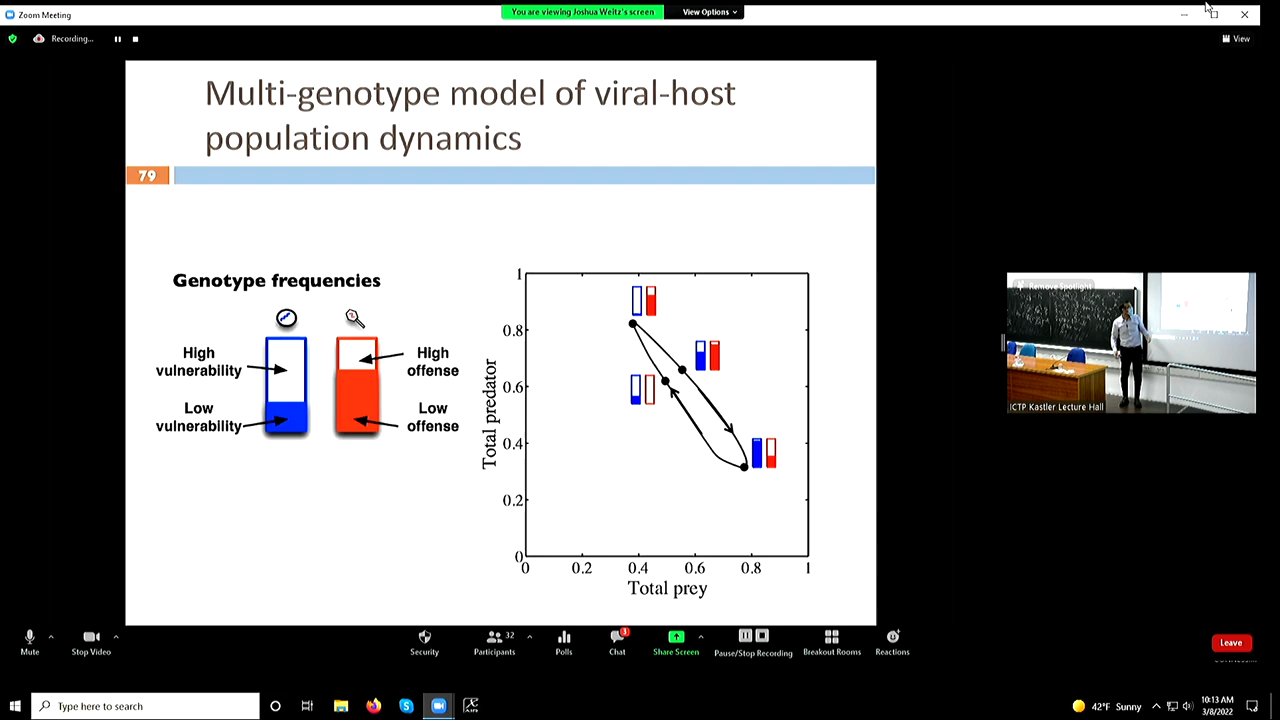 Zoom Meeting
You are viewing Joshua Weitz's screen
View Options
Recording...
View
Multi-genotype model of viral-host
population dynamics
79
Genotype frequencies
High
vulnerability
Low
vulnerability
High
offense
Low
offense
Total predator
1
0.8
0.6
0.4
0.2
0
0 0.2 0.4 0.6 0.8 1
Total prey
Remove Spotlight
ICTP Kastler Lecture Hall
Mute
Stop Video
Security
32
Participants
Polls
3
Chat
Share Screen
Pause/Stop Recording
Breakout Rooms
Reactions
Leave
Type here to search
42°F Sunny
10:13 AM
3/8/2022